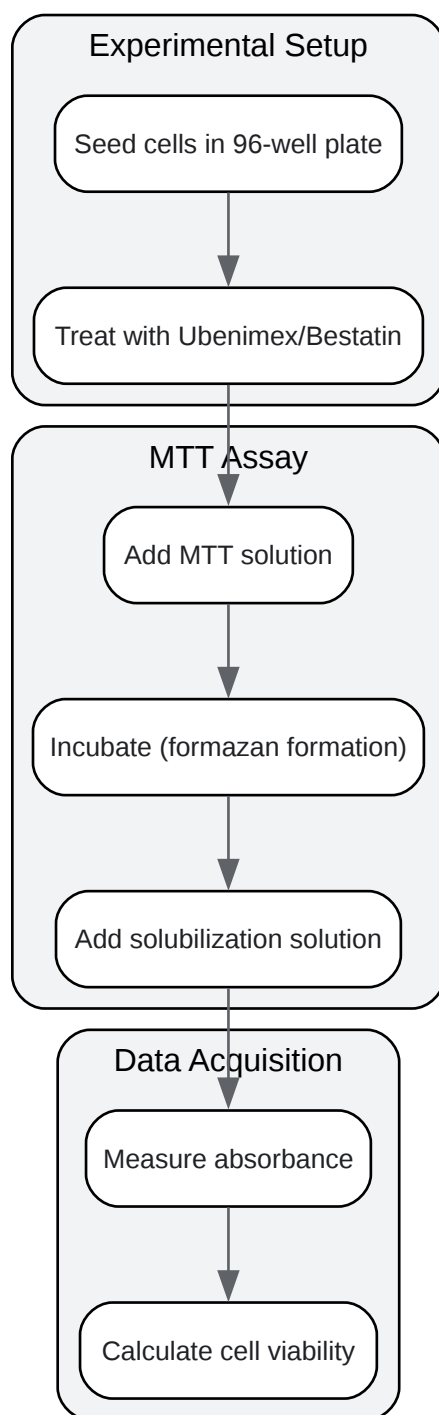 Experimental Setup
Seed cells in 96-well plate
Treat with Ubenimex/Bestatin
MTT Assay
Add MTT solution
Incubate (formazan formation)
Add solubilization solution
Data Acquisition
Measure absorbance
Calculate cell viability